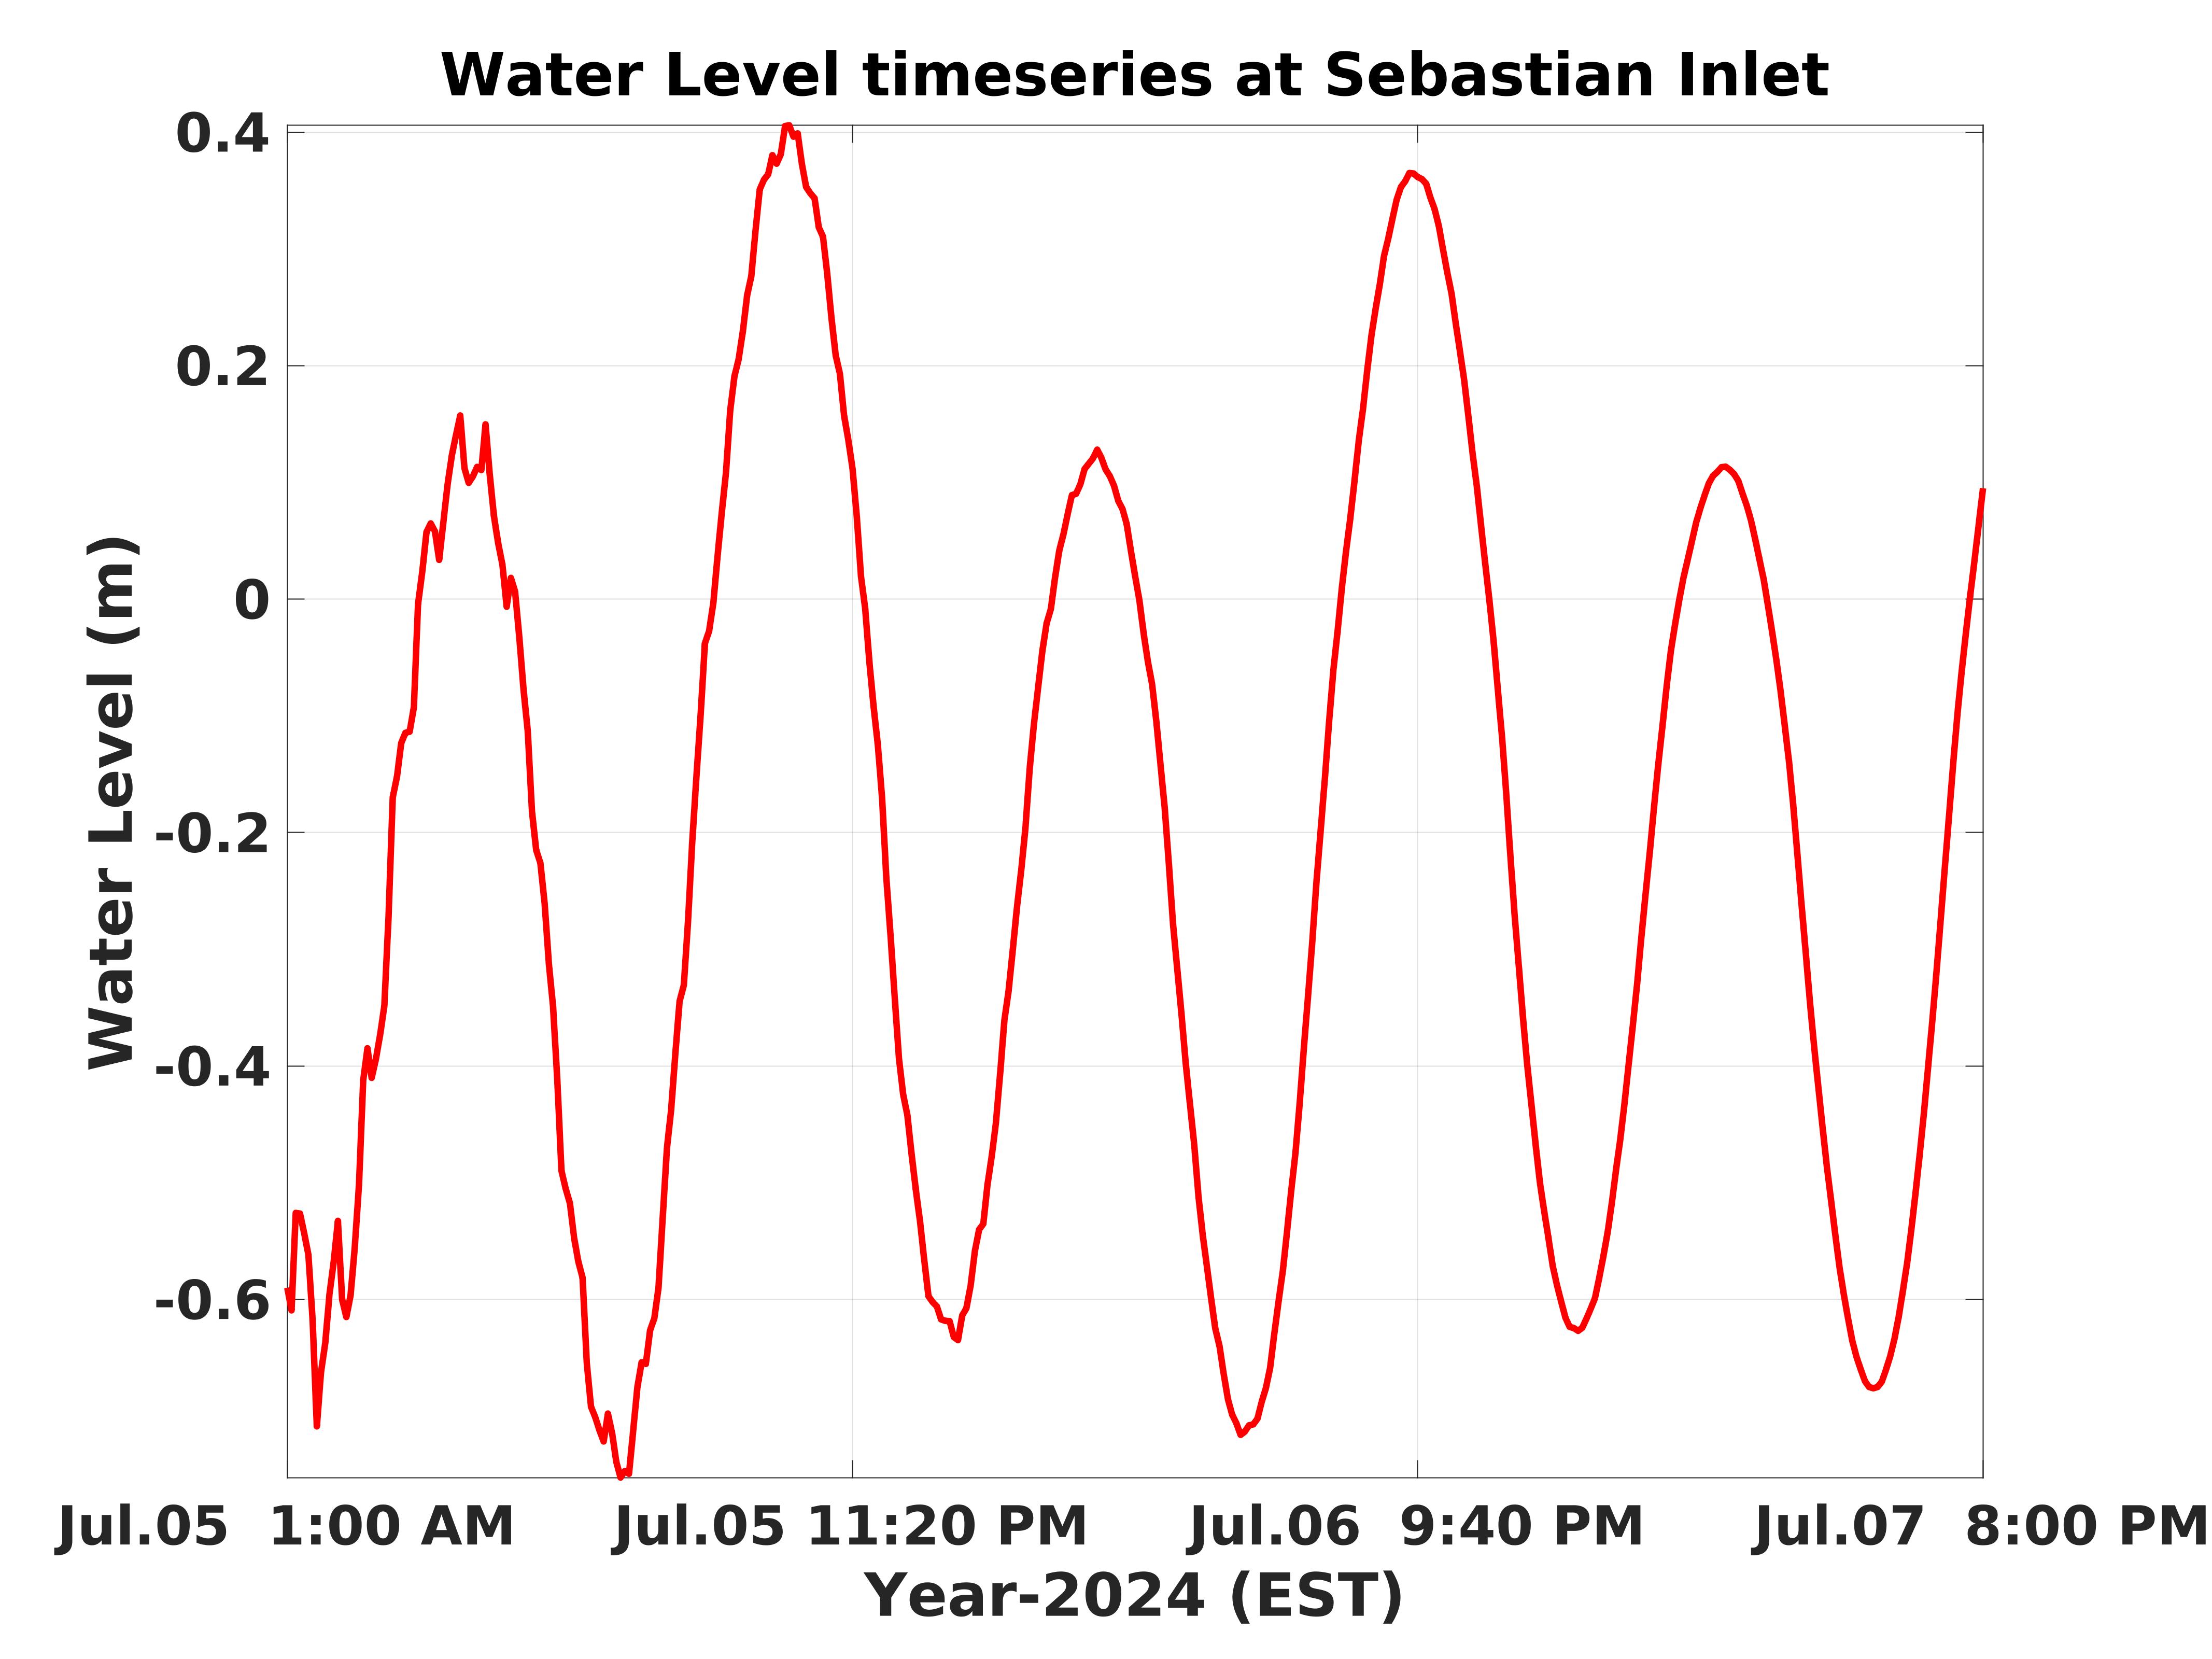 Water Level timeseries at Sebastian Inlet
0.4
0.2
0
-0.2
-0.4
-0.6
Water Level (m)
Jul.05 1:00 AM
Jul.05 11:20 PM
Jul.06 9:40 PM
Jul.07 8:00 PM
Year-2024 (EST)